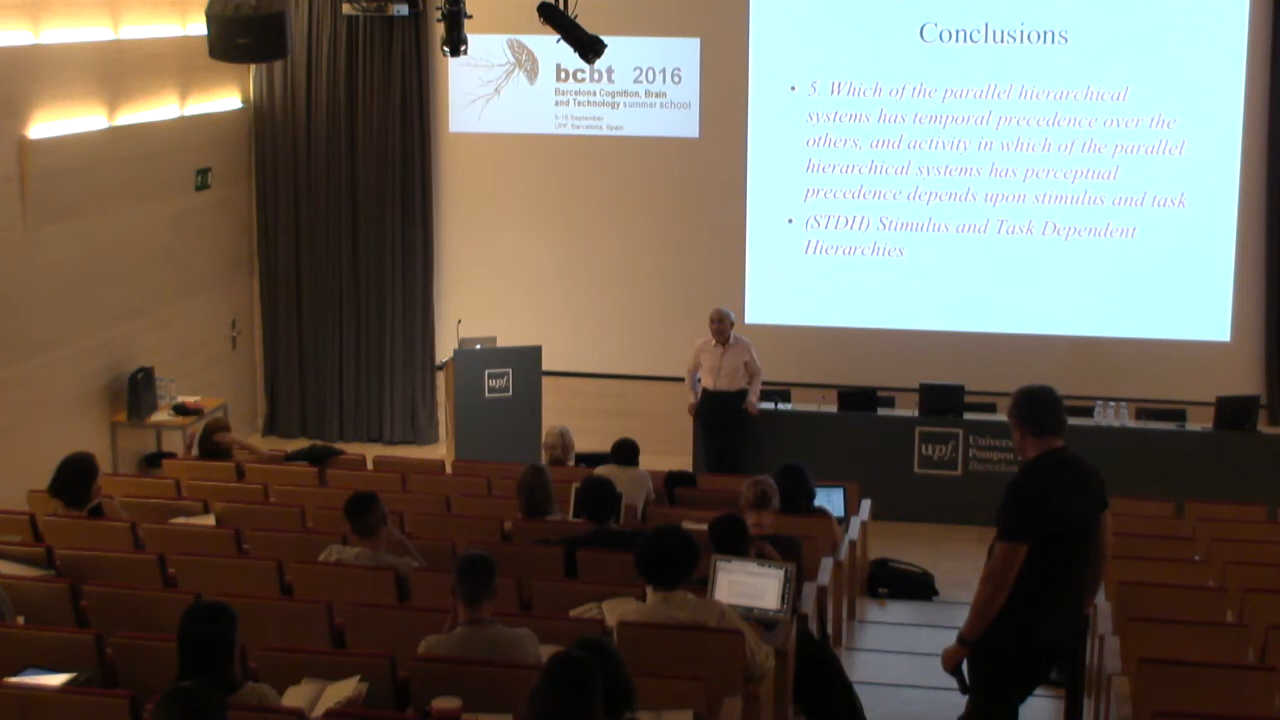 bcbt 2016
Barcelona Cognition, Brain
and Technology summer school
5-16 September
UPF, Barcelona, Spain
Conclusions
• 5. Which of the parallel hierarchical
systems has temporal precedence over the
others, and activity in which of the parallel
hierarchical systems has perceptual
precedence depends upon stimulus and task
• (STDH) Stimulus and Task Dependent
Hierarchies
upf.
upf.
Pompeu
Barcelona